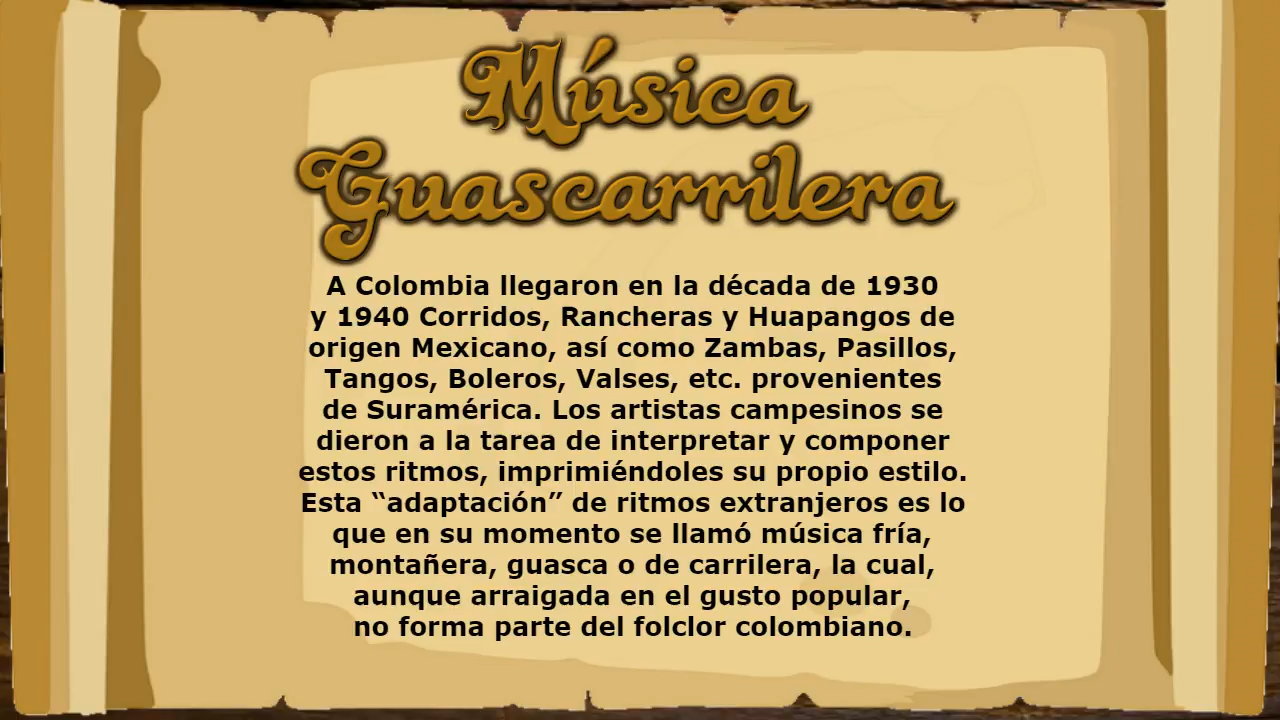 Música
Guascarrilera
A Colombia llegaron en la década de 1930
y 1940 Corridos, Rancheras y Huapangos de
origen Mexicano, así como Zambas, Pasillos,
Tangos, Boleros, Valses, etc. provenientes
de Suramérica. Los artistas campesinos se
dieron a la tarea de interpretar y componer
estos ritmos, imprimiéndoles su propio estilo.
Esta “adaptación” de ritmos extranjeros es lo
que en su momento se llamó música fría,
montañera, guasca o de carrilera, la cual,
aunque arraigada en el gusto popular,
no forma parte del folclor colombiano.